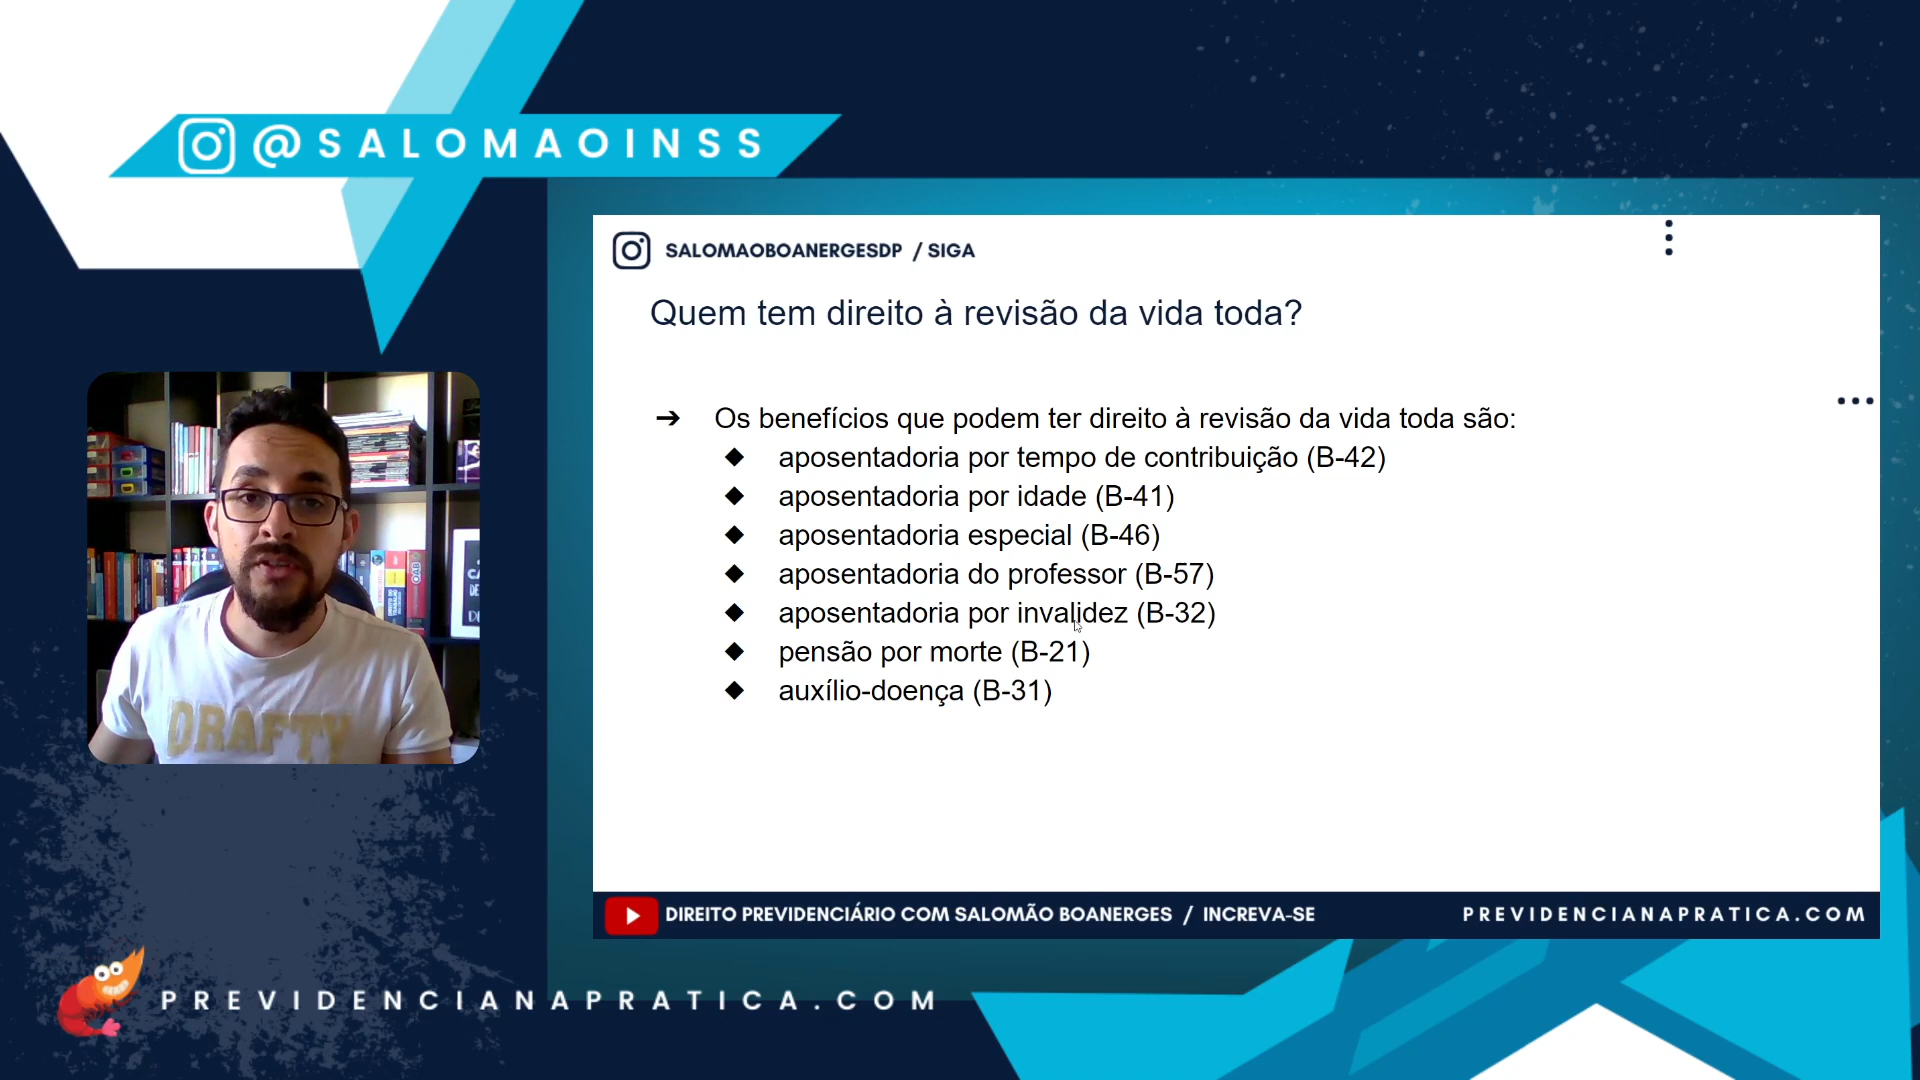 @SALOMAOINSS
SALOMAOBOANERGESDP / SIGA
Quem tem direito à revisão da vida toda?
➔ Os benefícios que podem ter direito à revisão da vida toda são:
◆ aposentadoria por tempo de contribuição (B-42)
◆ aposentadoria por idade (B-41)
◆ aposentadoria especial (B-46)
◆ aposentadoria do professor (B-57)
◆ aposentadoria por invalidez (B-32)
◆ pensão por morte (B-21)
◆ auxílio-doença (B-31)
DRAFTY
OAB
DIREITO PREVIDENCIÁRIO COM SALOMÃO BOANERGES / INCREVA-SE
PREVIDENCIANAPRATICA.COM
PREVIDENCIANAPRATICA.COM